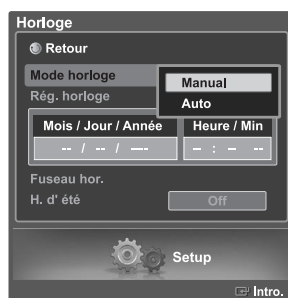 Horloge
Retour
Mode horloge
Manual
Auto
Rég. horloge
Mois / Jour / Année Heure / Min
-- / -- / ---- -- : -- --
Fuseau hor.
H. d' été Off
Setup
Intro.